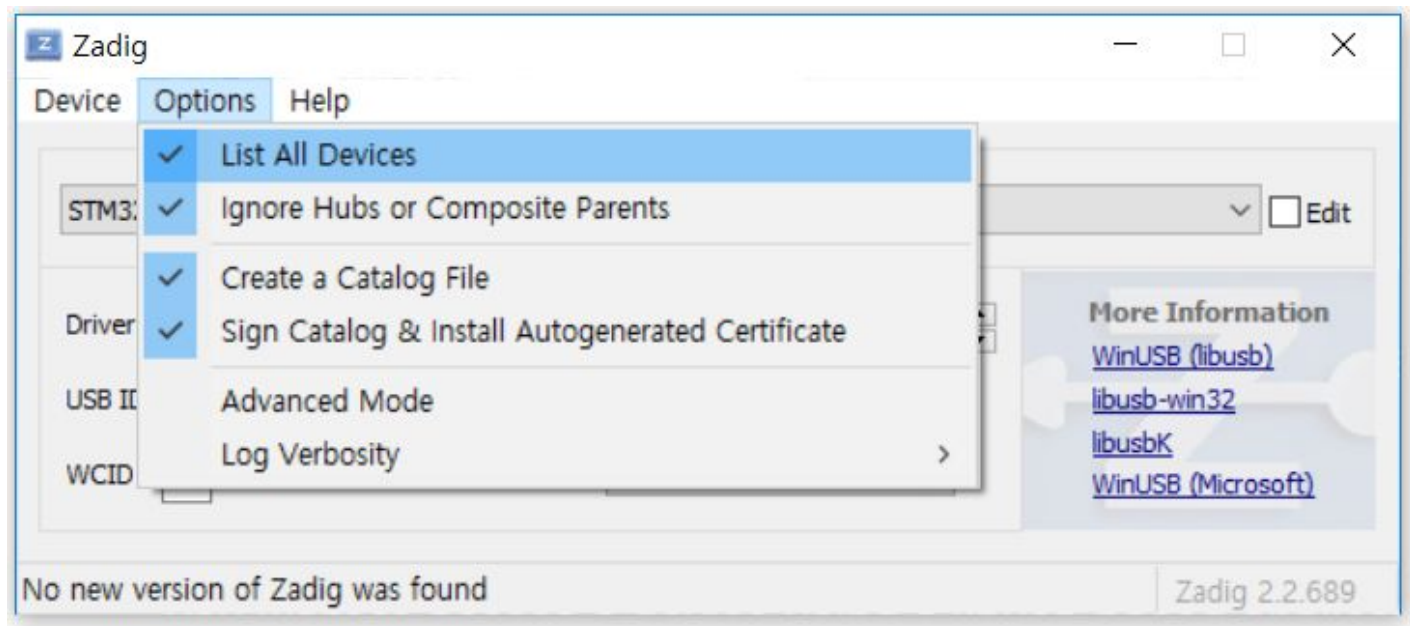 Zadig
Device Options Help
List All Devices
STM32 Ignore Hubs or Composite Parents Edit
Create a Catalog File
Driver Sign Catalog & Install Autogenerated Certificate
More Information
WinUSB (libusb)
USB ID Advanced Mode
libusb-win32
Log Verbosity
libusbK
WCID
WinUSB (Microsoft)
No new version of Zadig was found
Zadig 2.2.689